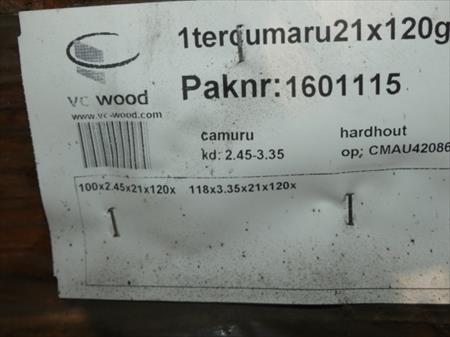 1tercumaru21x120g
Paknr:1601115
vc wood
www.vc-wood.com
camuru hardhout
kd: 2.45-3.35 op; CMAU42086
100x2.45x21x120x 118x3.35x21x120x